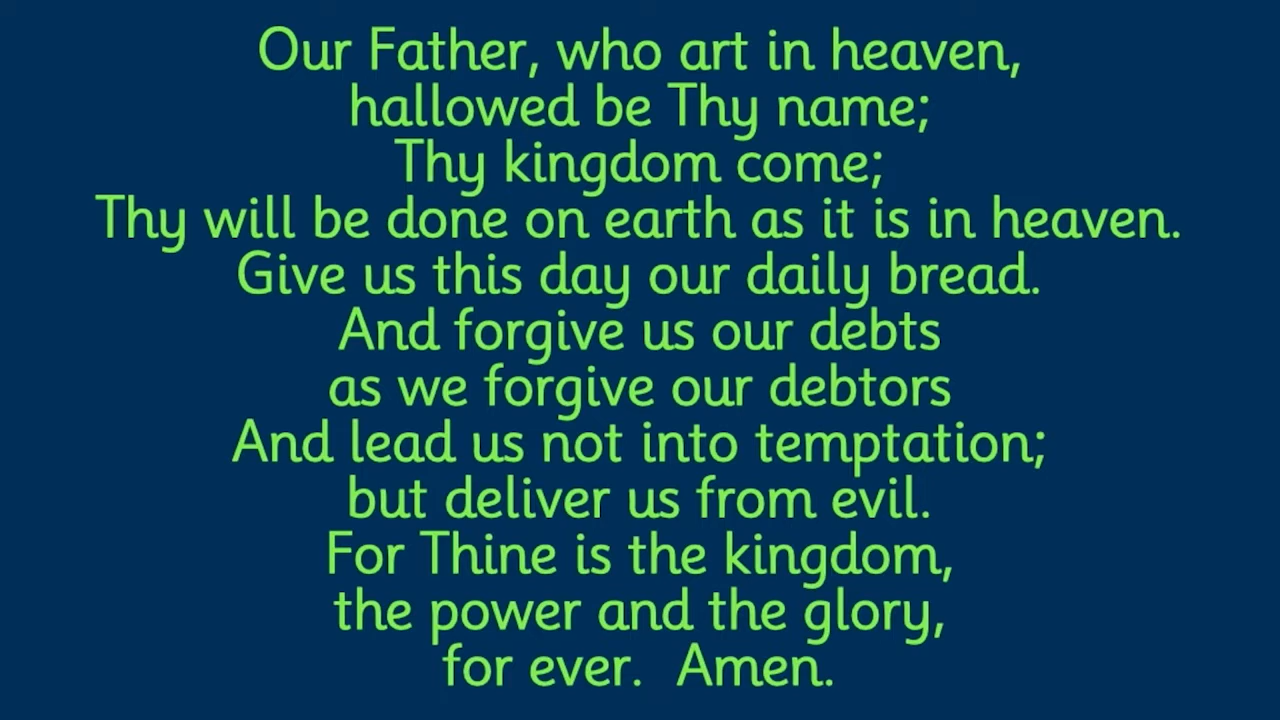 Our Father, who art in heaven,
hallowed be Thy name;
Thy kingdom come;
Thy will be done on earth as it is in heaven.
Give us this day our daily bread.
And forgive us our debts
as we forgive our debtors
And lead us not into temptation;
but deliver us from evil.
For Thine is the kingdom,
the power and the glory,
for ever.  Amen.